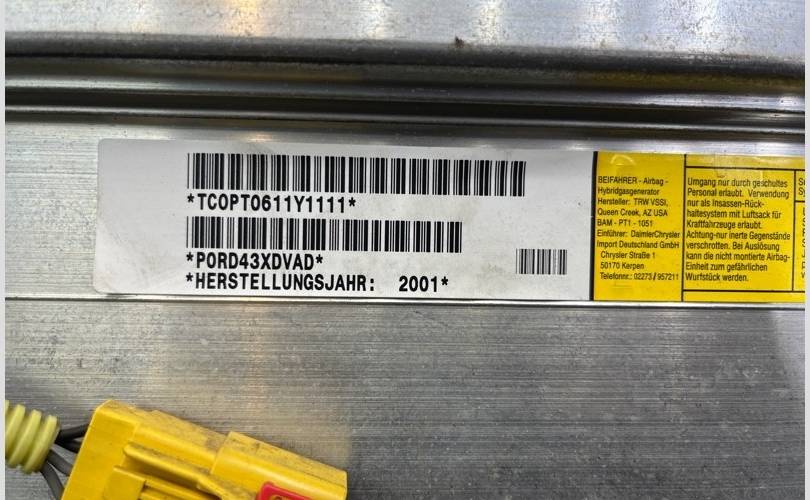 *TCOPT0611Y1111*
*PORD43XDVAD*
*HERSTELLUNGSJAHR: 2001*
BEIFAHRER - Airbag -
Hybridgasgenerator
Hersteller: TRW VSSI,
Queen Creek, AZ USA
BAM - PT1 - 1051
Einführer: DaimlerChrysler
Import Deutschland GmbH
Chrysler Straße 1
50170 Kerpen
Telefonnr.: 02273 / 957211
Umgang nur durch geschultes
Personal erlaubt. Verwendung
nur als Insassen-Rück-
haltesystem mit Luftsack für
Kraftfahrzeuge erlaubt.
Achtung-nur inerte Gegenstände
verschrotten. Bei Auslösung
kann die nicht montierte Airbag-
Einheit zum gefährlichen
Wurfstück werden.